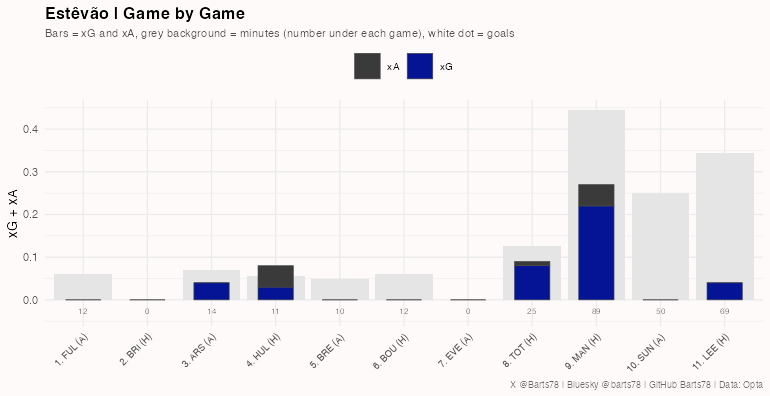 Estêvão | Game by Game
Bars = xG and xA, grey background = minutes (number under each game), white dot = goals
xA xG
xG + xA
0.4
0.3
0.2
0.1
0.0
12 0 14 11 10 12 0 25 89 50 69
1. FUL (A)
2. BRI (H)
3. ARS (A)
4. HUL (H)
5. BRE (A)
6. BOU (H)
7. EVE (A)
8. TOT (H)
9. MAN (H)
10. SUN (A)
11. LEE (H)
X @Barts78 | Bluesky @barts78 | GitHub Barts78 | Data: Opta